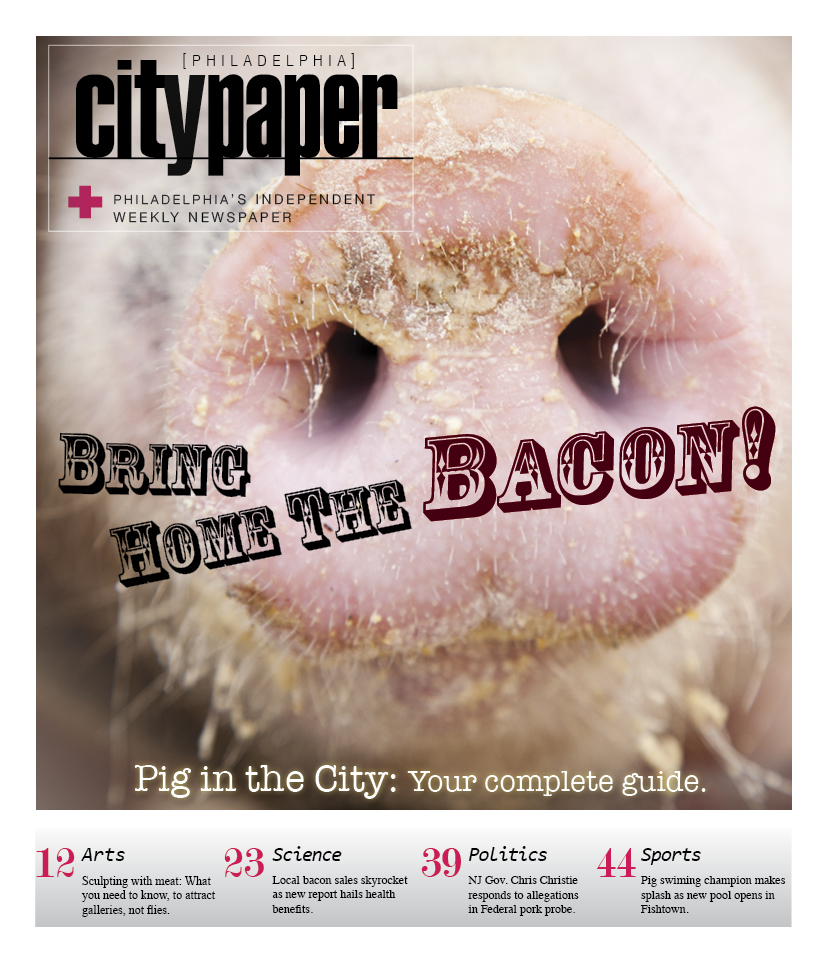 [PHILADELPHIA]
citypaper
PHILADELPHIA'S INDEPENDENT
WEEKLY NEWSPAPER
BRING
HOME THE BACON!
Pig in the City: Your complete guide.
12 Arts
Sculpting with meat: What
you need to know, to attract
galleries, not flies.
23 Science
Local bacon sales skyrocket
as new report hails health
benefits.
39 Politics
NJ Gov. Chris Christie
responds to allegations
in Federal pork probe.
44 Sports
Pig swiming champion makes
splash as new pool opens in
Fishtown.